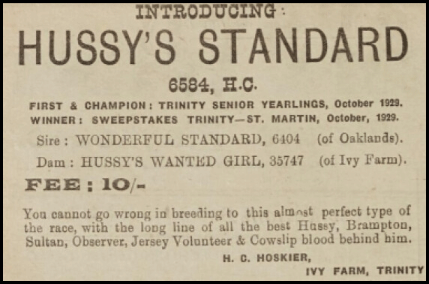 INTRODUCING:
HUSSY'S STANDARD
6584, H.C.
FIRST & CHAMPION: TRINITY SENIOR YEARLINGS, October 1929.
WINNER: SWEEPSTAKES TRINITY—ST. MARTIN, October, 1929.
Sire: WONDERFUL STANDARD, 6404 (of Oaklands).
Dam: HUSSY'S WANTED GIRL, 35747 (of Ivy Farm).
FEE: 10/-
You cannot go wrong in breeding to this almost perfect type of
the race, with the long line of all the best Hussy, Brampton,
Sultan, Observer, Jersey Volunteer & Cowslip blood behind him.
H. C. HOSKIER,
IVY FARM, TRINITY